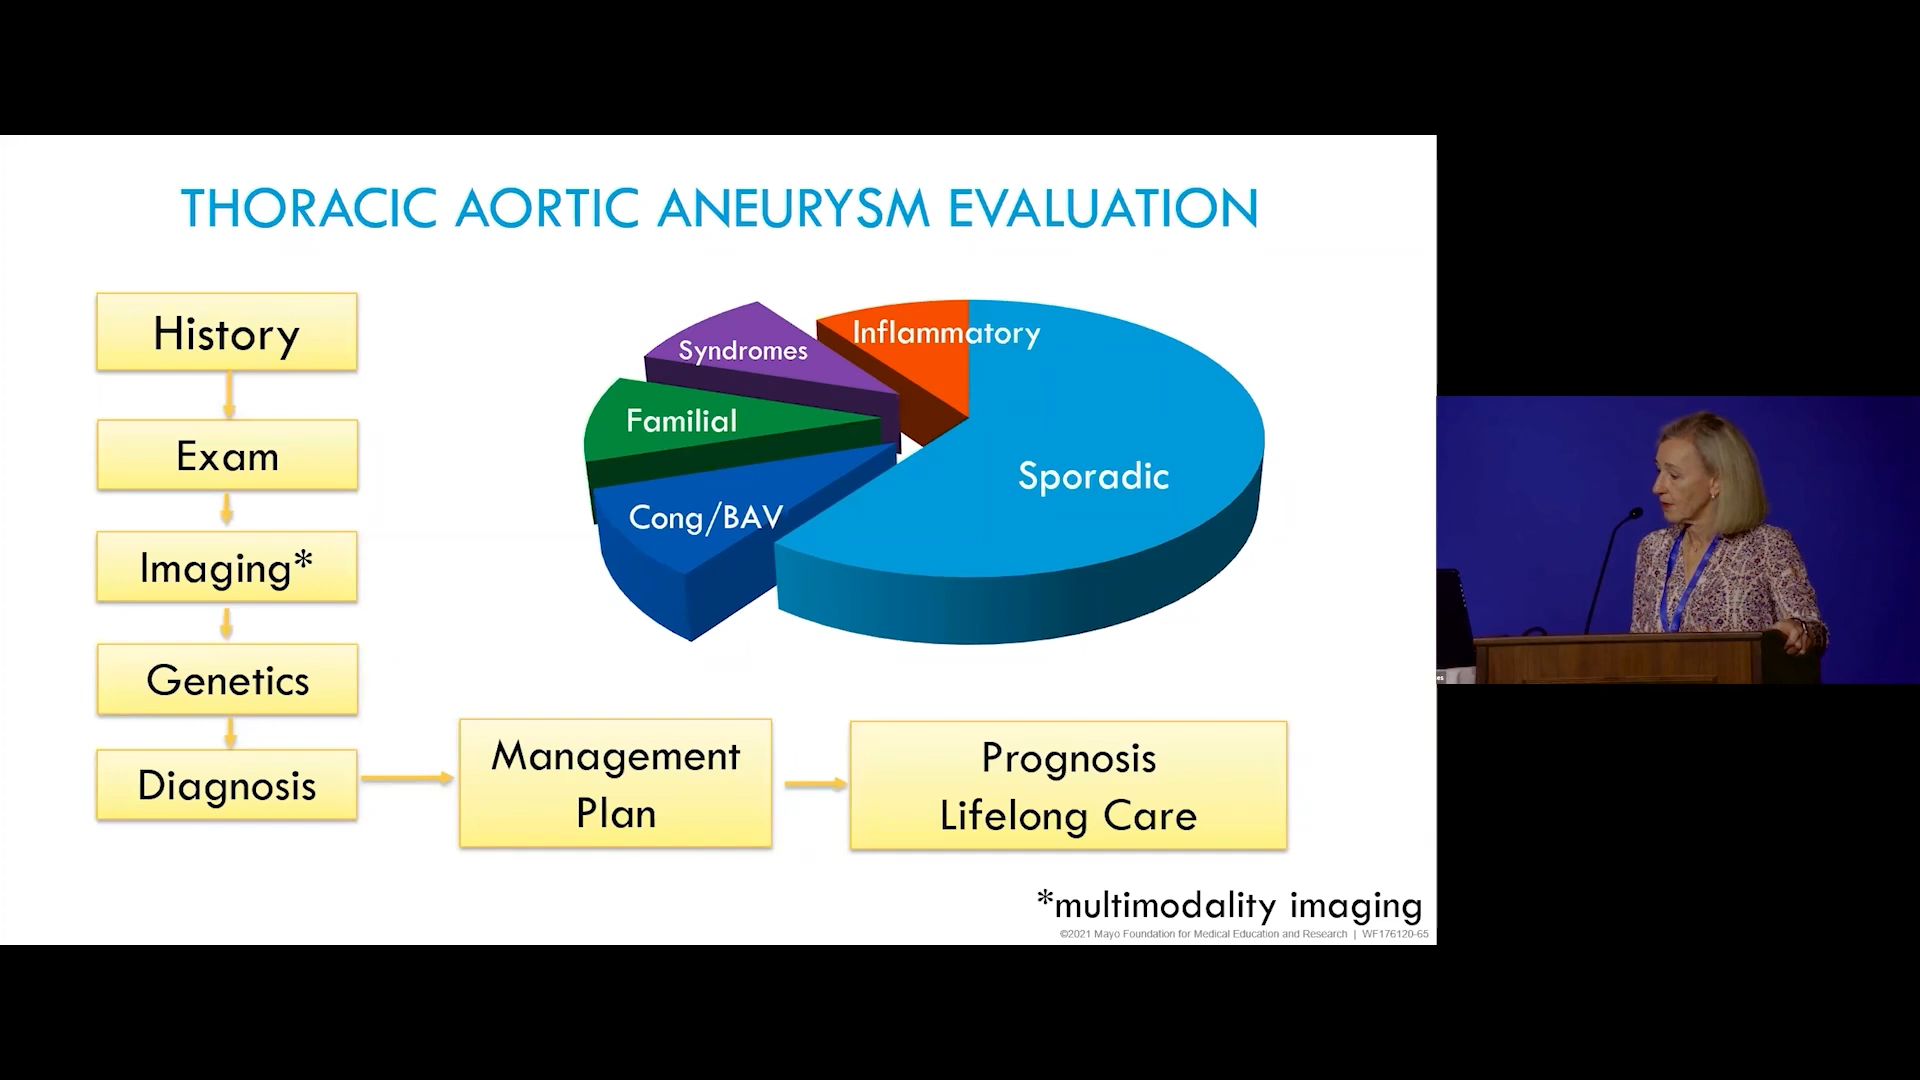 THORACIC AORTIC ANEURYSM EVALUATION
History
Exam
Imaging*
Genetics
Diagnosis
Management
Plan
Prognosis
Lifelong Care
Syndromes
Inflammatory
Familial
Sporadic
Cong/BAV
*multimodality imaging
©2021 Mayo Foundation for Medical Education and Research | WF176120-65